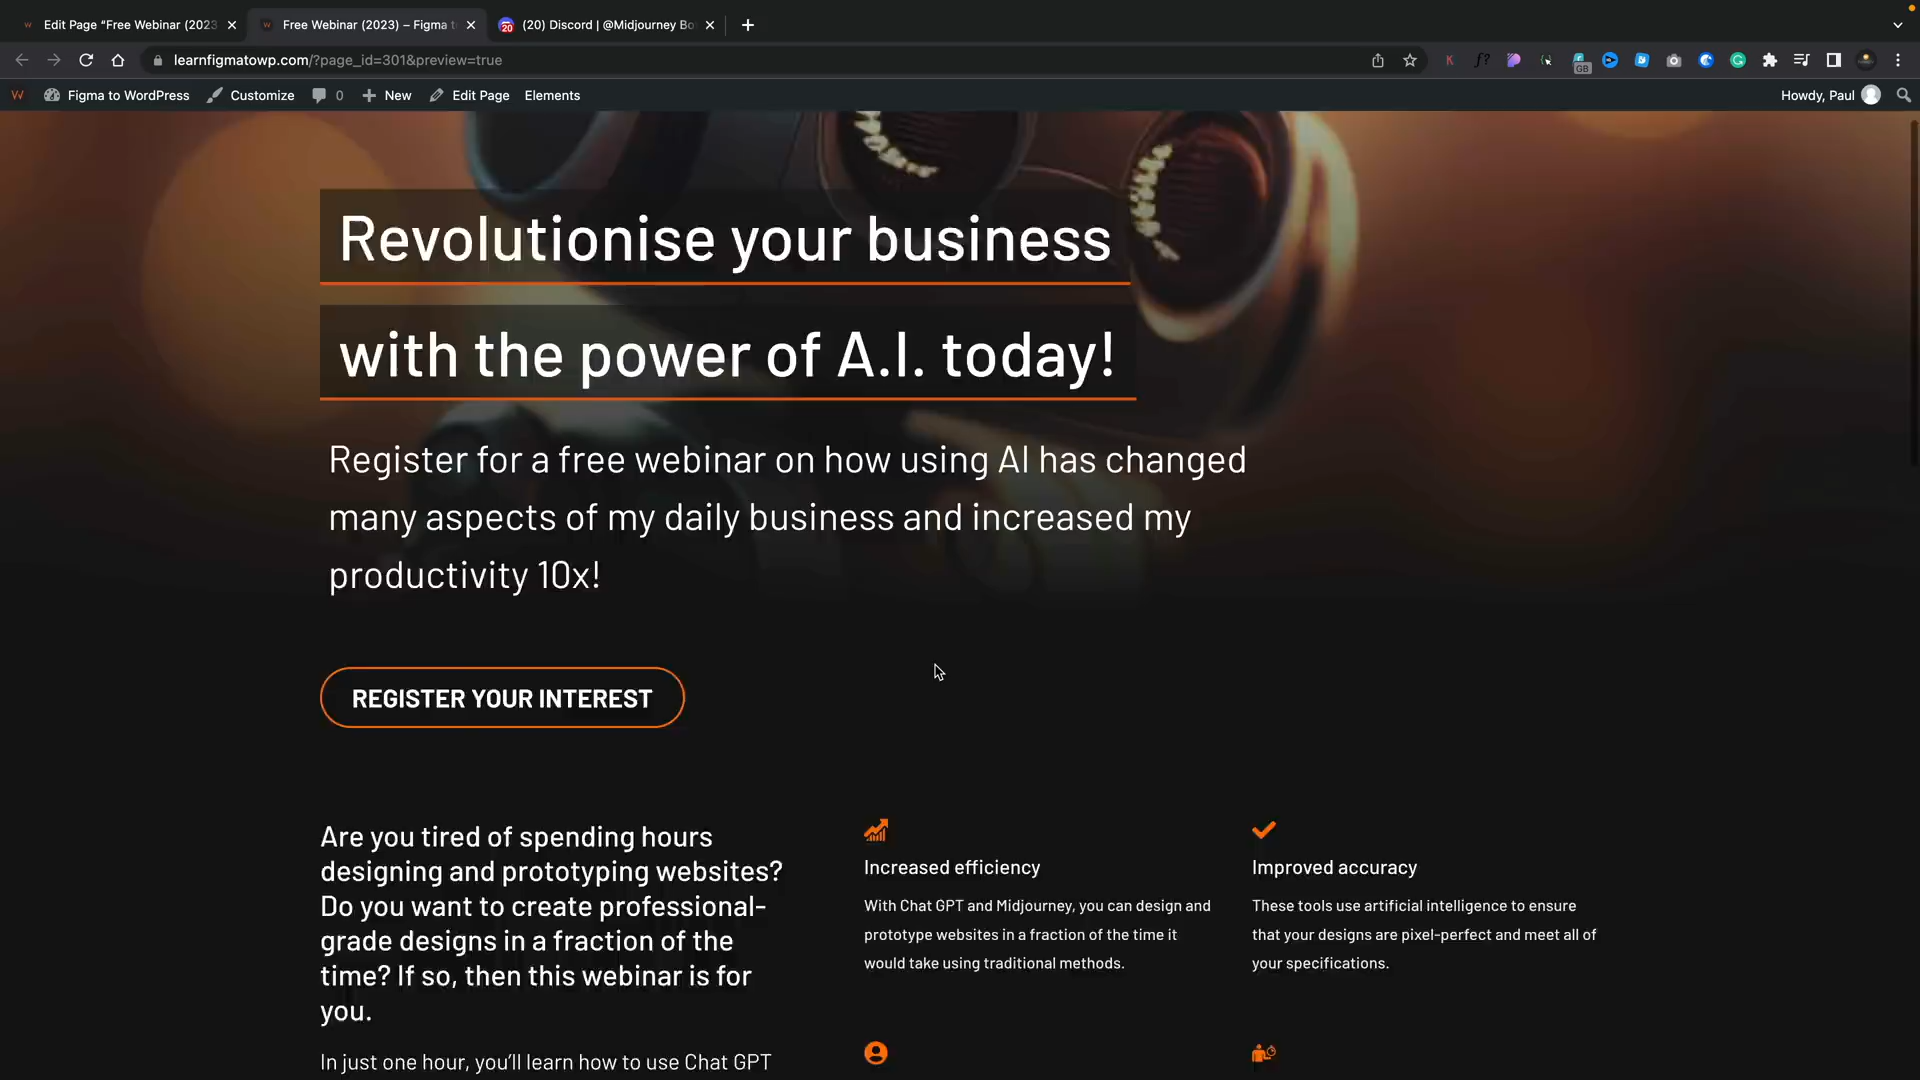 Edit Page “Free Webinar (2023
Free Webinar (2023) – Figma t
(20) Discord | @Midjourney Bo
learnfigmatowp.com/?page_id=301&preview=true
Figma to WordPress
Customize
0
New
Edit Page
Elements
Howdy, Paul
20
GB
Revolutionise your business
with the power of A.I. today!
Register for a free webinar on how using AI has changed
many aspects of my daily business and increased my
productivity 10x!
REGISTER YOUR INTEREST
Are you tired of spending hours
designing and prototyping websites?
Do you want to create professional-
grade designs in a fraction of the
time? If so, then this webinar is for
you.
In just one hour, you’ll learn how to use Chat GPT
Increased efficiency
With Chat GPT and Midjourney, you can design and
prototype websites in a fraction of the time it
would take using traditional methods.
Improved accuracy
These tools use artificial intelligence to ensure
that your designs are pixel-perfect and meet all of
your specifications.